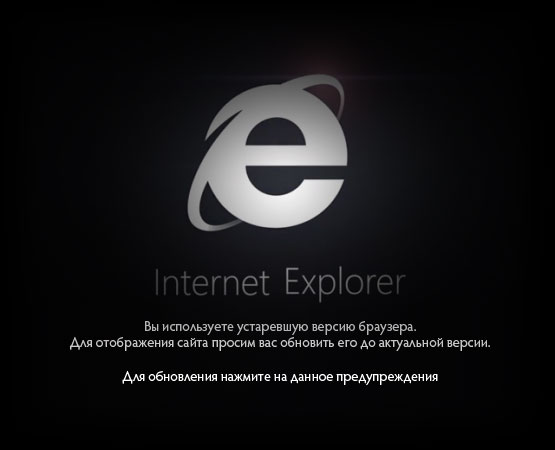 Internet Explorer
Вы используете устаревшую версию браузера.
Для отображения сайта просим вас обновить его до актуальной версии.
Для обновления нажмите на данное предупреждения